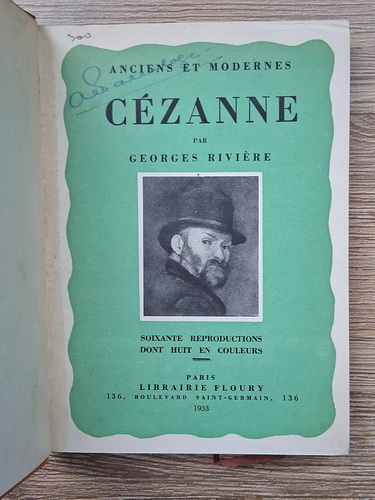 300
ANCIENS ET MODERNES
CÉZANNE
PAR
GEORGES RIVIÈRE
SOIXANTE REPRODUCTIONS
DONT HUIT EN COULEURS
PARIS
LIBRAIRIE FLOURY
136, BOULEVARD SAINT-GERMAIN, 136
1933